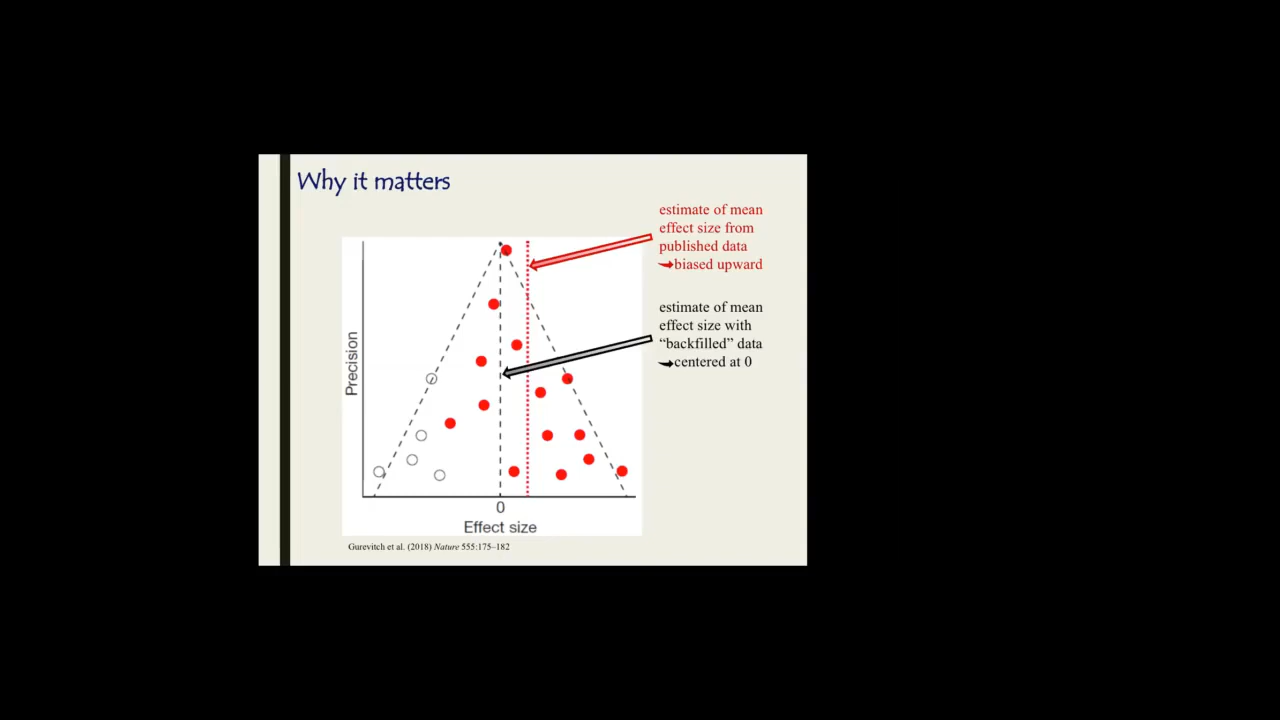 Why it matters
estimate of mean
effect size from
published data
→biased upward
estimate of mean
effect size with
“backfilled” data
→centered at 0
Precision
0
Effect size
Gurevitch et al. (2018) Nature 555:175–182